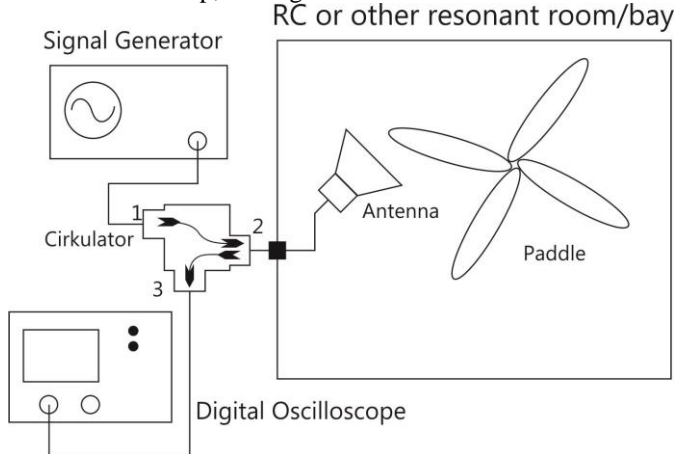 RC or other resonant room/bay
Signal Generator
1
2
Cirkulator
3
Antenna
Paddle
Digital Oscilloscope